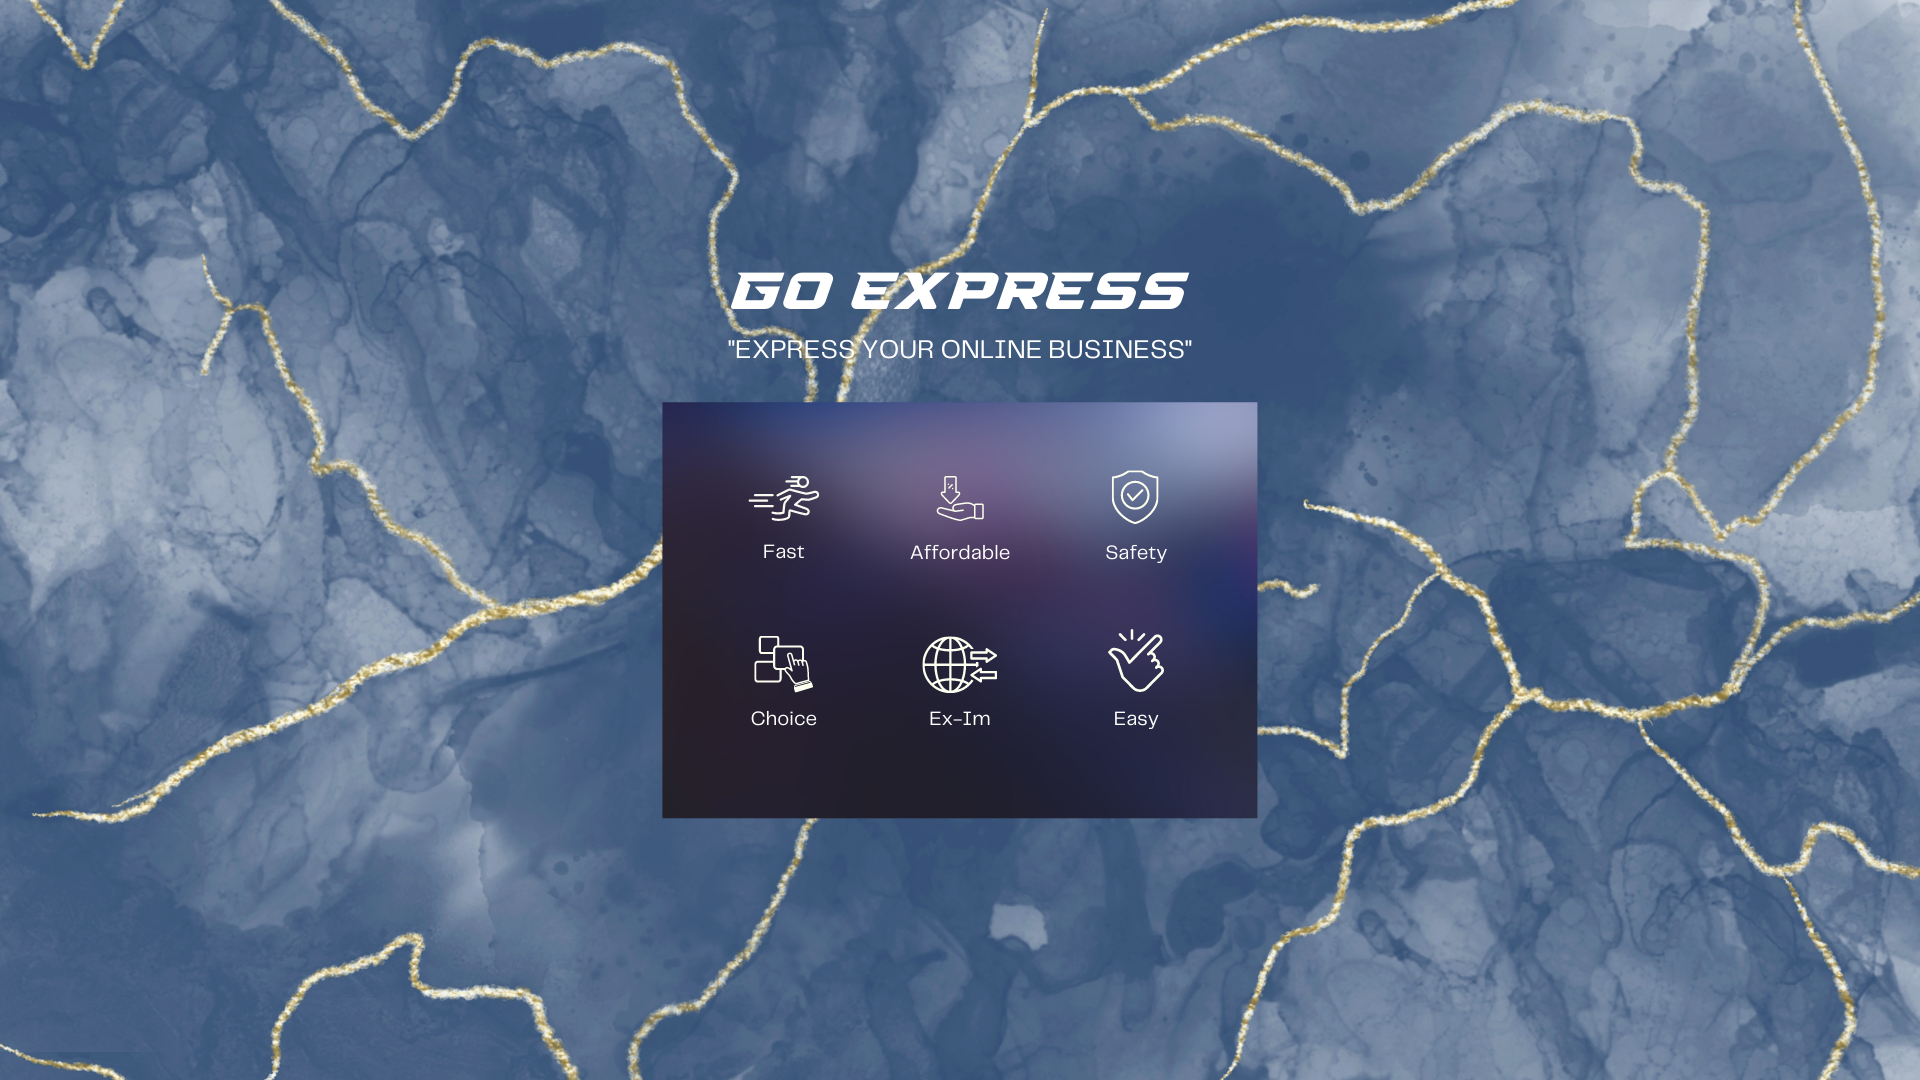 GO EXPRESS
"EXPRESS YOUR ONLINE BUSINESS"
Fast
Affordable
Safety
Choice
Ex-Im
Easy